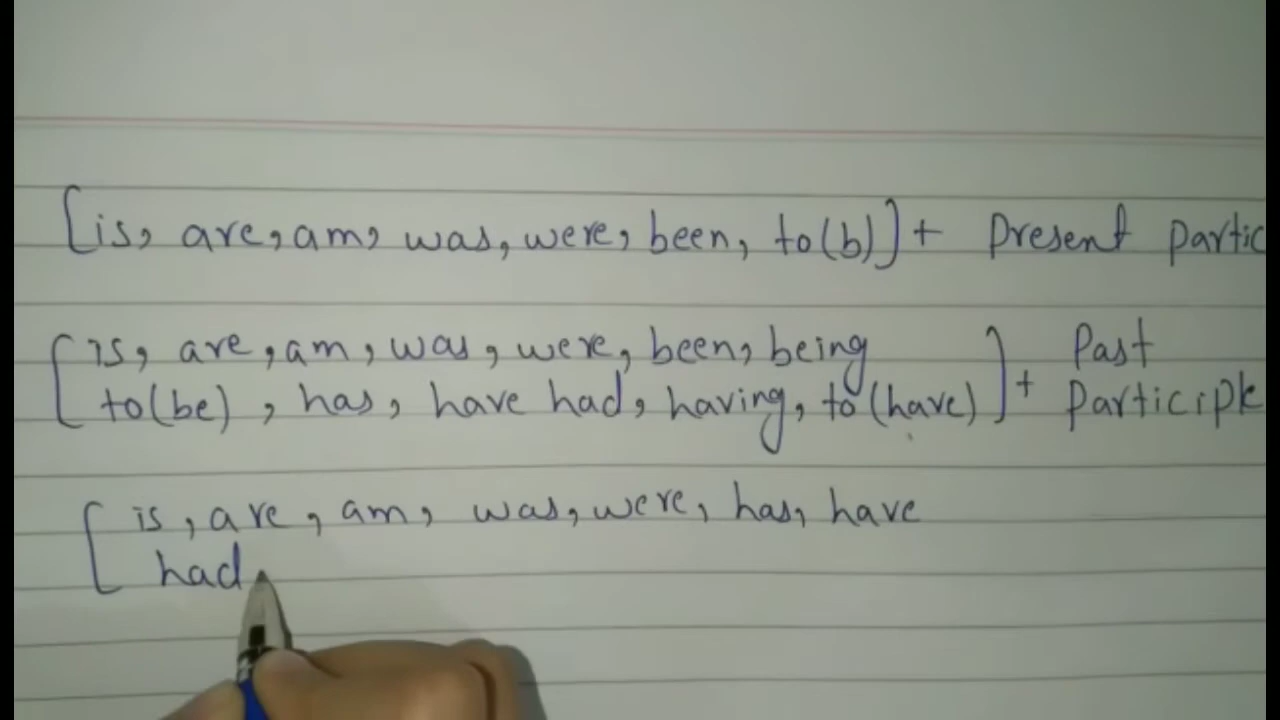 [is, are, am, was, were, been, to(b)] + Present partic
[is, are, am, was, were, been, being
to(be), has, have had, having, to(have)] + Past Participle
[is, are, am, was, were, has, have
had